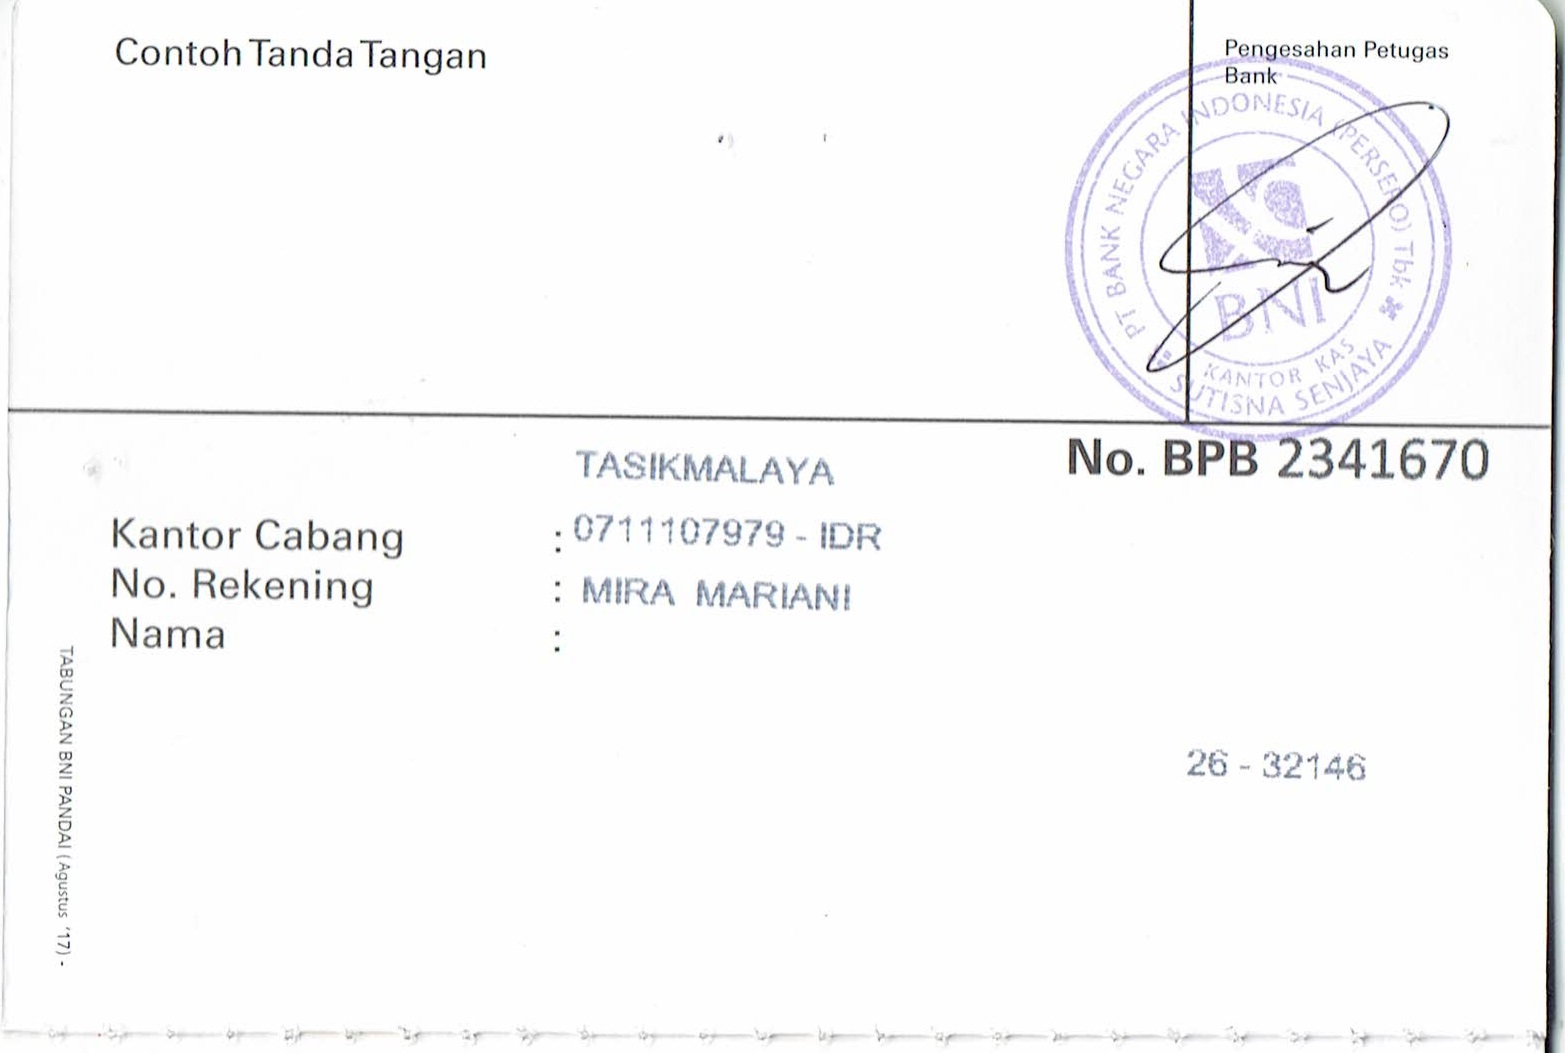 Contoh Tanda Tangan
Pengesahan Petugas
Bank
PT BANK NEGARA INDONESIA (PERSERO) Tbk
BNI
KANTOR KAS
SUTISNA SENJAYA
No. BPB 2341670
TASIKMALAYA
Kantor Cabang : 0711107979 - IDR
No. Rekening : MIRA MARIANI
Nama :
26 - 32146
TABUNGAN BNI PANDAI (Agustus '17) -